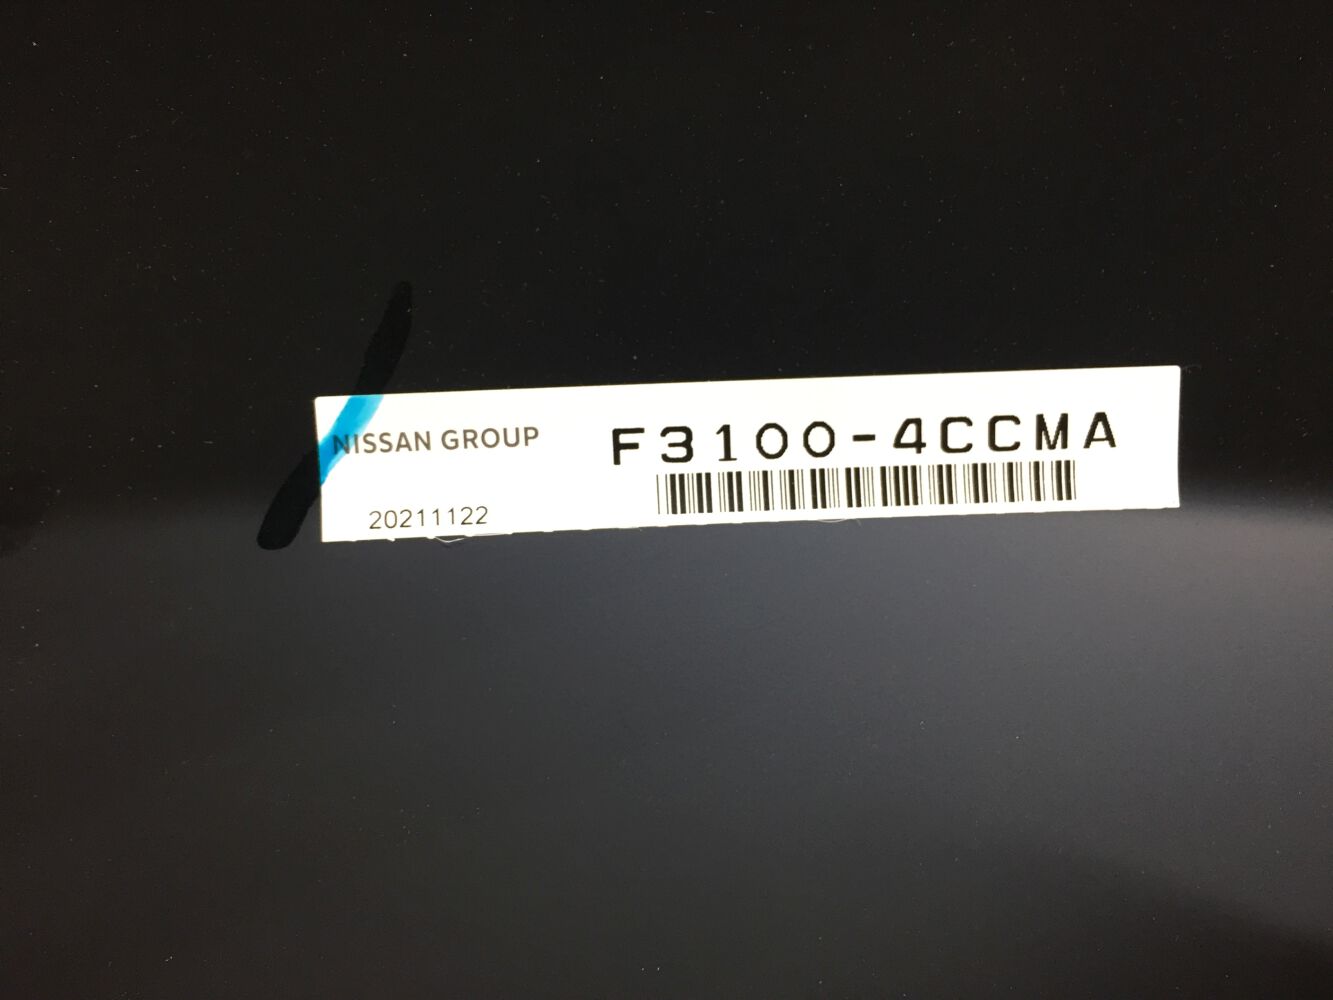 NISSAN GROUP
F3100-4CCMA
20211122